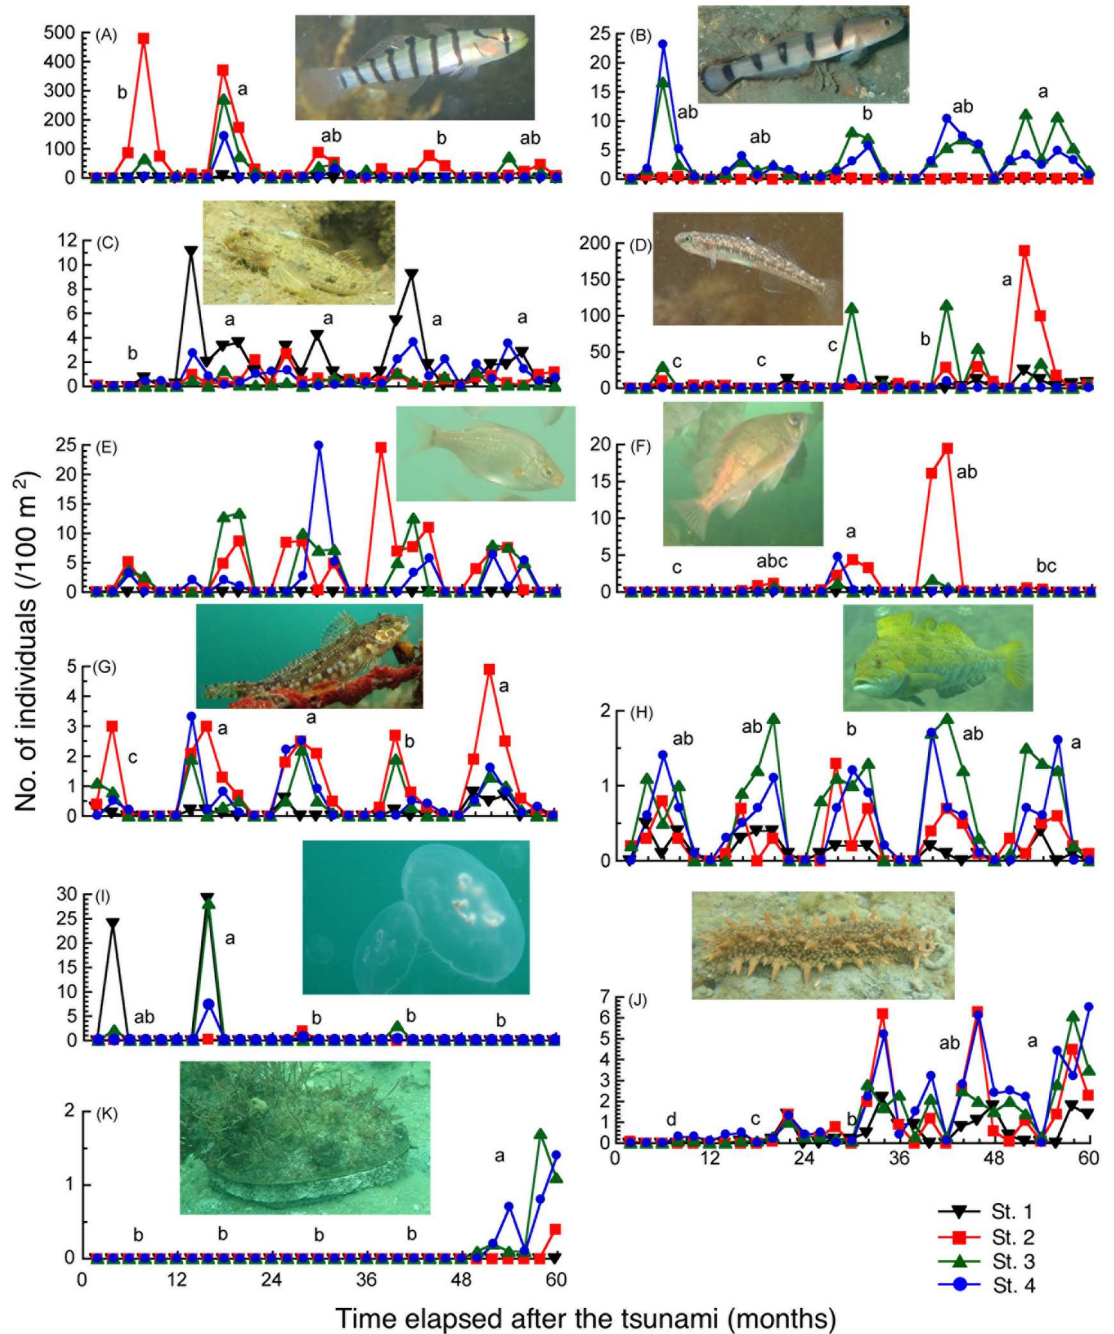 No. of individuals (/100 m 2)
(A)
500
400
300
200
100
0
b
a
ab
b
ab
(B)
25
20
15
10
5
0
ab
ab
b
ab
a
(C)
12
10
8
6
4
2
0
b
a
a
a
a
(D)
200
150
100
50
0
c
c
c
b
a
(E)
25
20
15
10
5
0
(F)
20
15
10
5
0
c
abc
a
ab
bc
(G)
5
4
3
2
1
0
c
a
a
b
a
(H)
2
1
0
ab
ab
b
ab
a
(I)
30
25
20
15
10
5
0
ab
a
b
b
b
(J)
7
6
5
4
3
2
1
0
d
c
b
ab
a
0 12 24 36 48 60
(K)
2
1
0
b
b
b
b
a
0 12 24 36 48 60
St. 1
St. 2
St. 3
St. 4
Time elapsed after the tsunami (months)